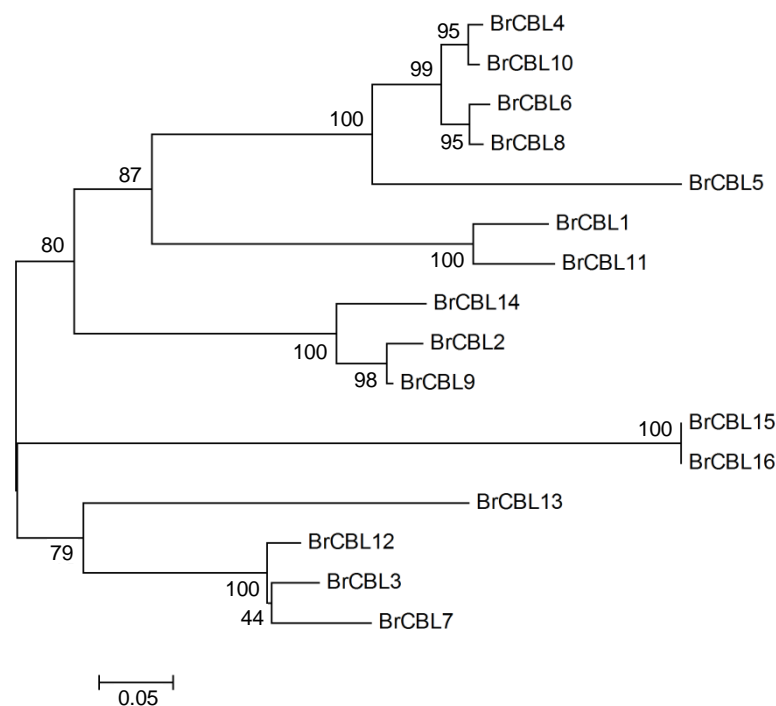 BrCBL4
95
BrCBL10
99
BrCBL6
100
95
BrCBL8
87
BrCBL5
BrCBL1
80
100
BrCBL11
BrCBL14
BrCBL2
100
98
BrCBL9
BrCBL15
100
BrCBL16
BrCBL13
BrCBL12
79
BrCBL3
100
44
BrCBL7
0.05